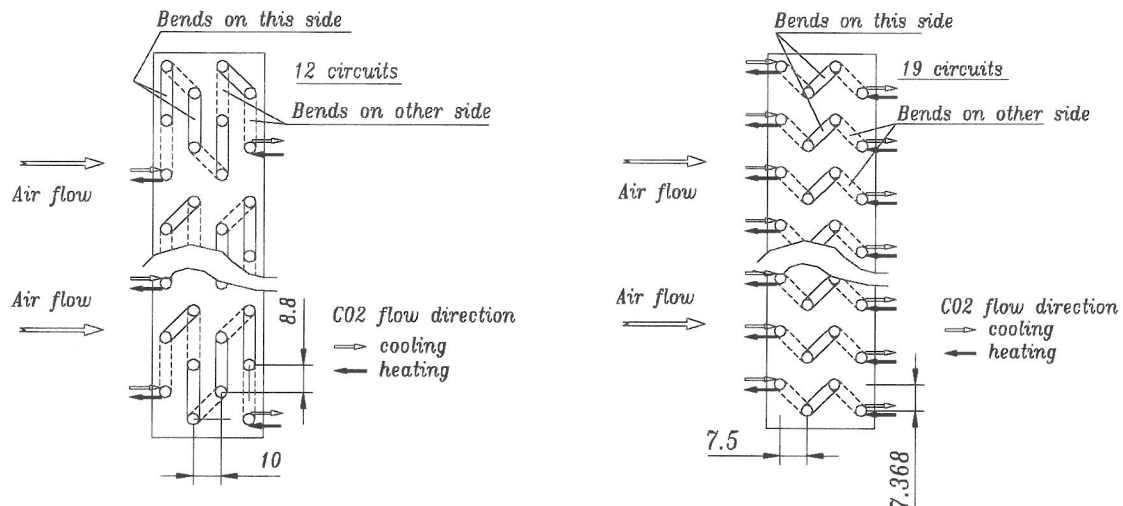 Bends on this side
12 circuits
Bends on other side
Air flow
Air flow
8.8
CO2 flow direction
cooling
heating
10
Bends on this side
19 circuits
Bends on other side
Air flow
Air flow
CO2 flow direction
cooling
heating
7.5
7.368